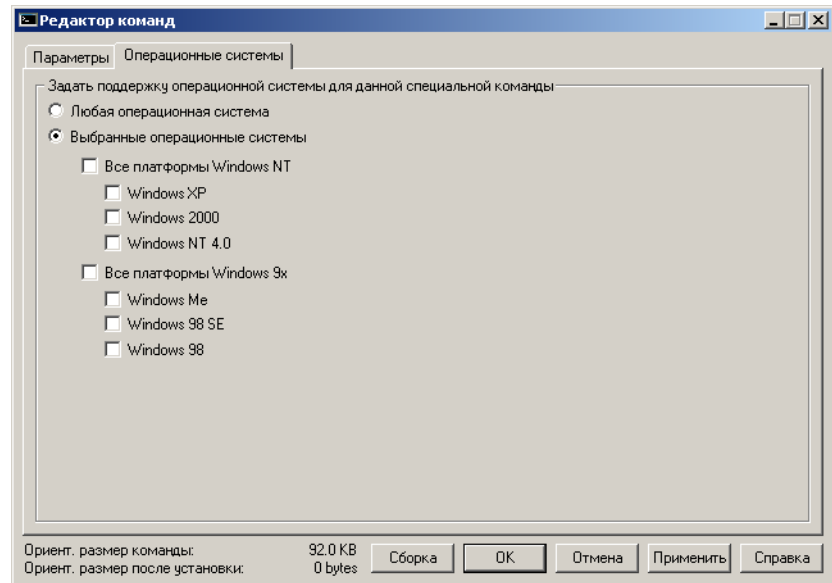 Редактор команд
Параметры Операционные системы
Задать поддержку операционной системы для данной специальной команды
Любая операционная система
Выбранные операционные системы
Все платформы Windows NT
Windows XP
Windows 2000
Windows NT 4.0
Все платформы Windows 9x
Windows Me
Windows 98 SE
Windows 98
Ориент. размер команды: 92.0 KB
Ориент. размер после установки: 0 bytes
Сборка OK Отмена Применить Справка